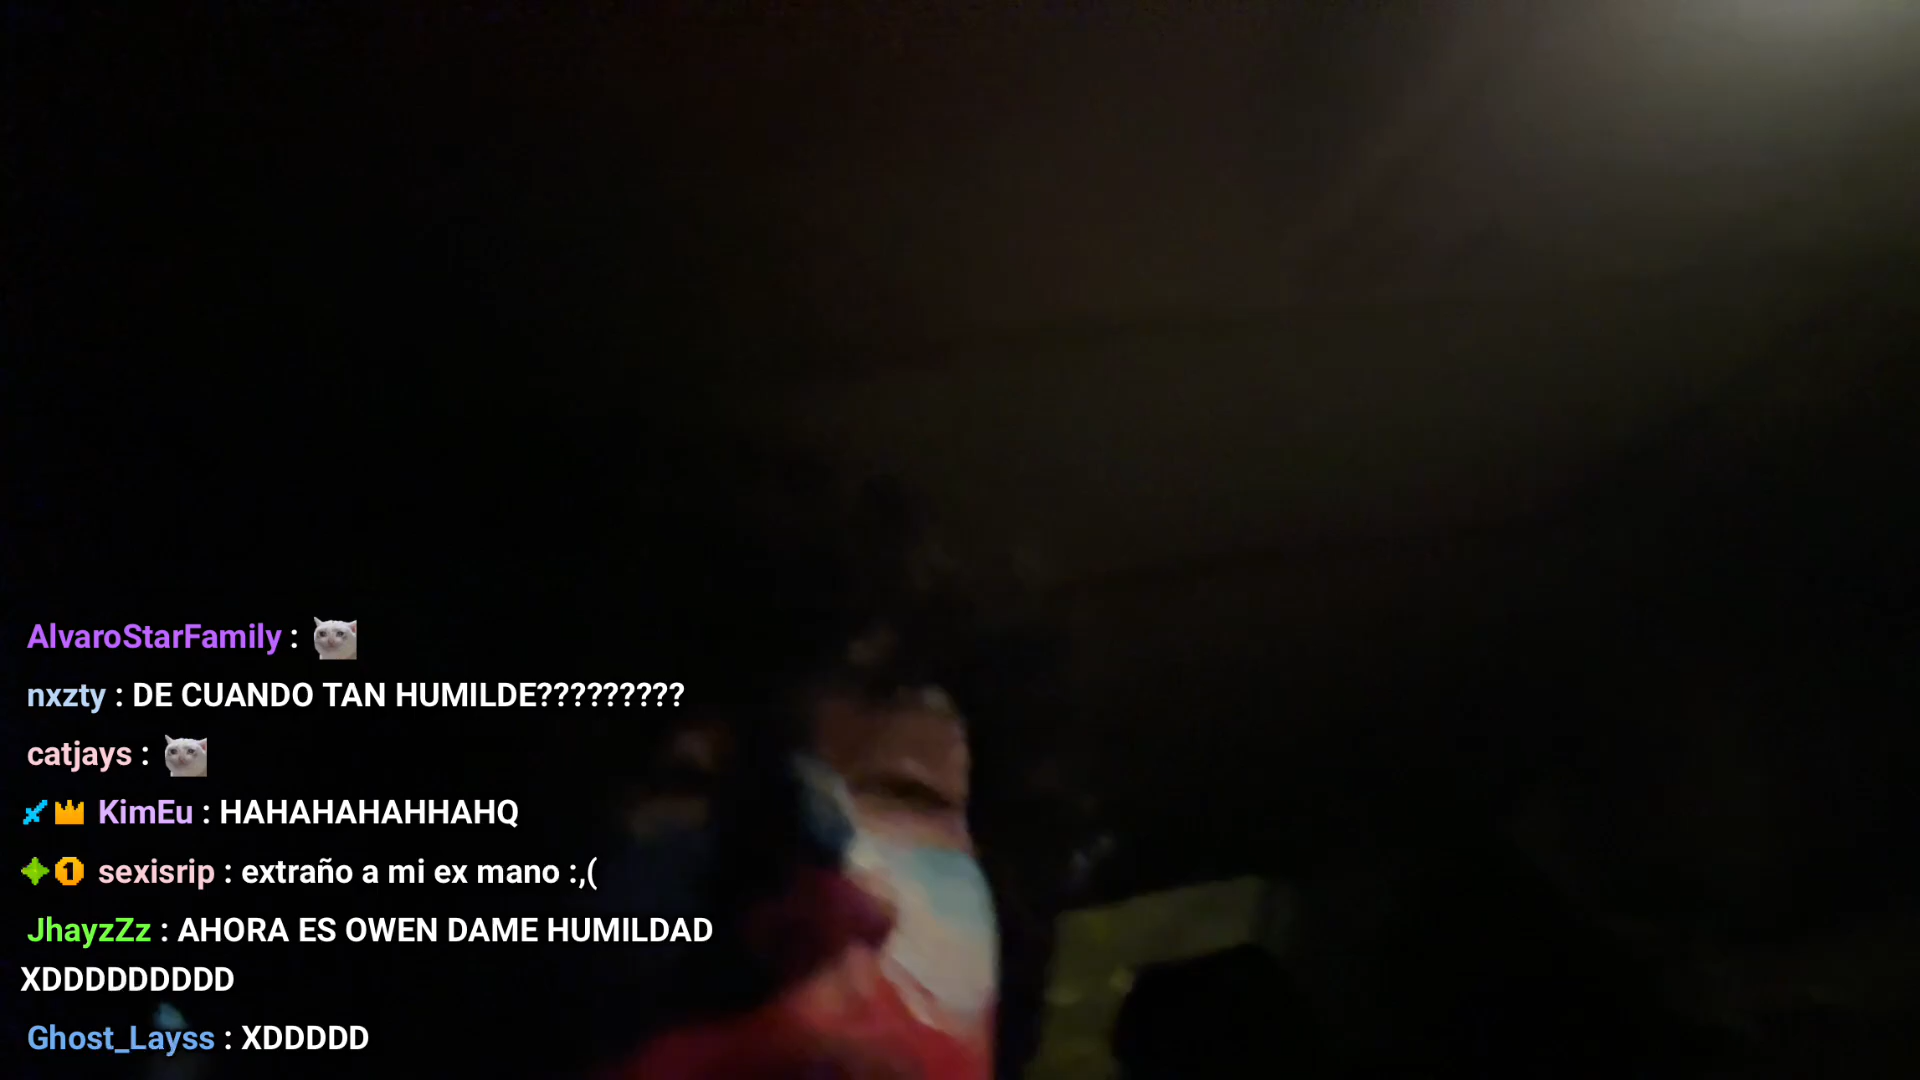 AlvaroStarFamily :
nxzty : DE CUANDO TAN HUMILDE?????????
catjays :
KimEu : HAHAHAHAHHAHQ
1 sexisrip : extraño a mi ex mano :,(
JhayzZz : AHORA ES OWEN DAME HUMILDAD
XDDDDDDDDD
Ghost_Layss : XDDDDD